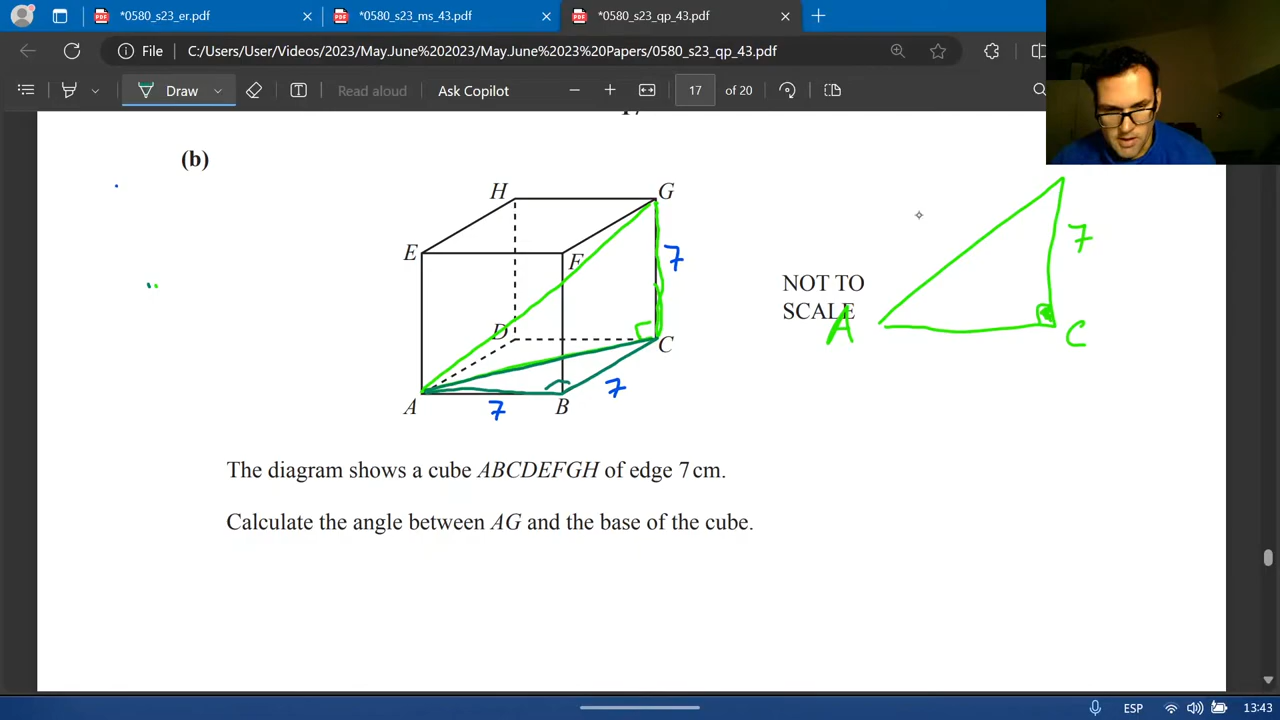 *0580_s23_er.pdf
*0580_s23_ms_43.pdf
*0580_s23_qp_43.pdf
File
C:/Users/User/Videos/2023/May.June%202023/May.June%2023%20Papers/0580_s23_qp_43.pdf
Draw
Read aloud
Ask Copilot
17
of 20
(b)
H
G
E
F
7
7
NOT TO
SCALE
D
C
A
C
A
7
B
7
The diagram shows a cube ABCDEFGH of edge 7 cm.
Calculate the angle between AG and the base of the cube.
ESP
13:43